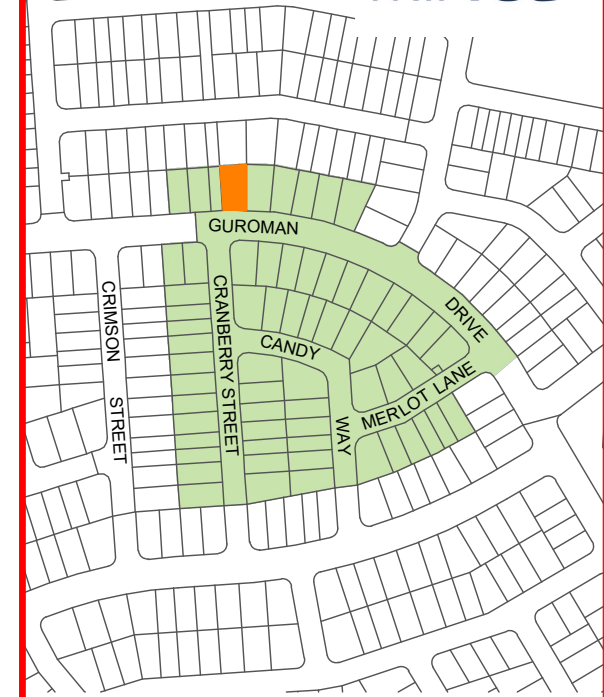 GUROMAN
DRIVE
CRIMSON
STREET
CRANBERRY STREET
CANDY
WAY
MERLOT LANE